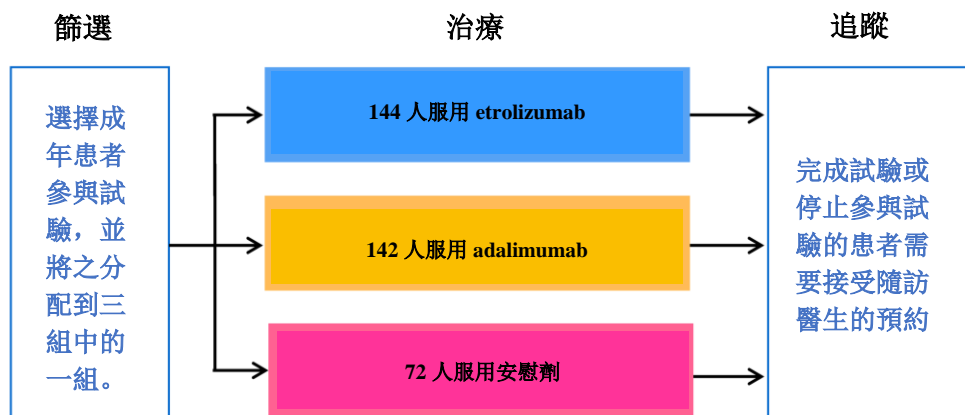 篩選
治療
追蹤
選擇成
年患者
參與試
驗，並
將之分
配到三
組中的
一組。
144 人服用 etrolizumab
142 人服用 adalimumab
72 人服用安慰劑
完成試驗或
停止參與試
驗的患者需
要接受隨訪
醫生的預約